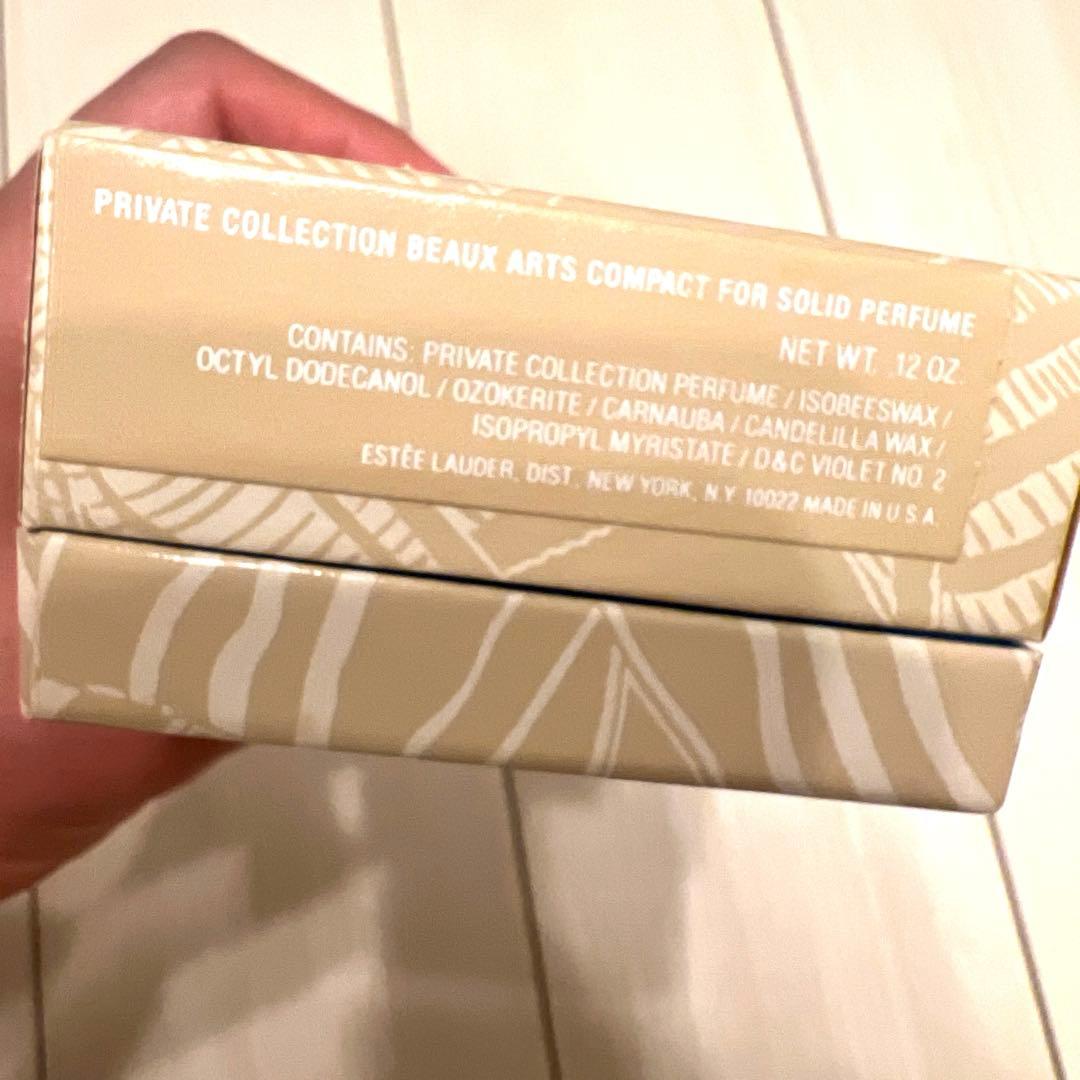 PRIVATE COLLECTION BEAUX ARTS COMPACT FOR SOLID PERFUME
NET WT. .12 OZ.
CONTAINS: PRIVATE COLLECTION PERFUME / ISOBEESWAX /
OCTYL DODECANOL / OZOKERITE / CARNAUBA / CANDELILLA WAX /
ISOPROPYL MYRISTATE / D&C VIOLET NO. 2
ESTĒE LAUDER, DIST., NEW YORK, N.Y. 10022 MADE IN U.S.A.